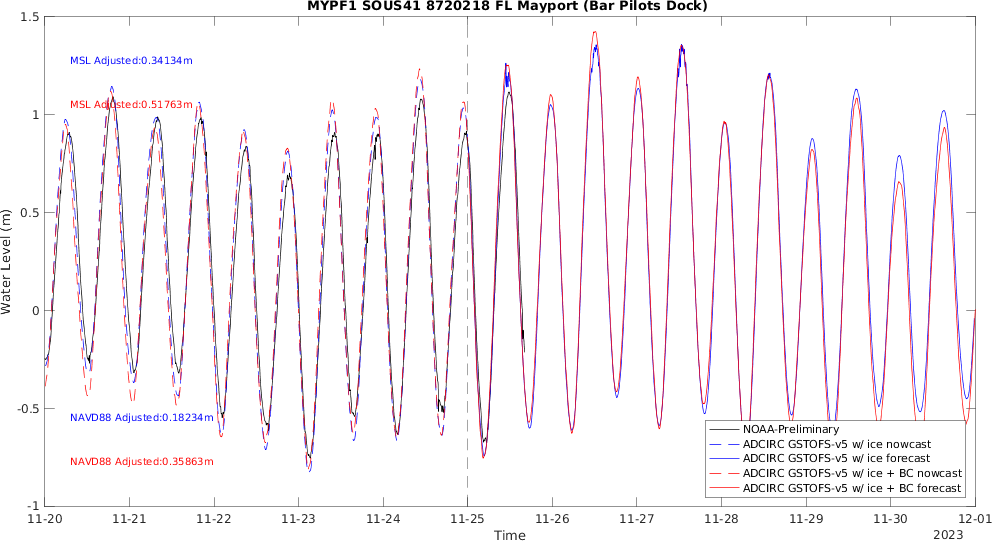 MYPF1 SOUS41 8720218 FL Mayport (Bar Pilots Dock)
1.5
1
0.5
0
-0.5
-1
Water Level (m)
MSL Adjusted:0.34134m
MSL Adjusted:0.51763m
NAVD88 Adjusted:0.18234m
NAVD88 Adjusted:0.35863m
NOAA-Preliminary
ADCIRC GSTOFS-v5 w/ ice nowcast
ADCIRC GSTOFS-v5 w/ ice forecast
ADCIRC GSTOFS-v5 w/ ice + BC nowcast
ADCIRC GSTOFS-v5 w/ ice + BC forecast
11-20 11-21 11-22 11-23 11-24 11-25 11-26 11-27 11-28 11-29 11-30 12-01
Time
2023